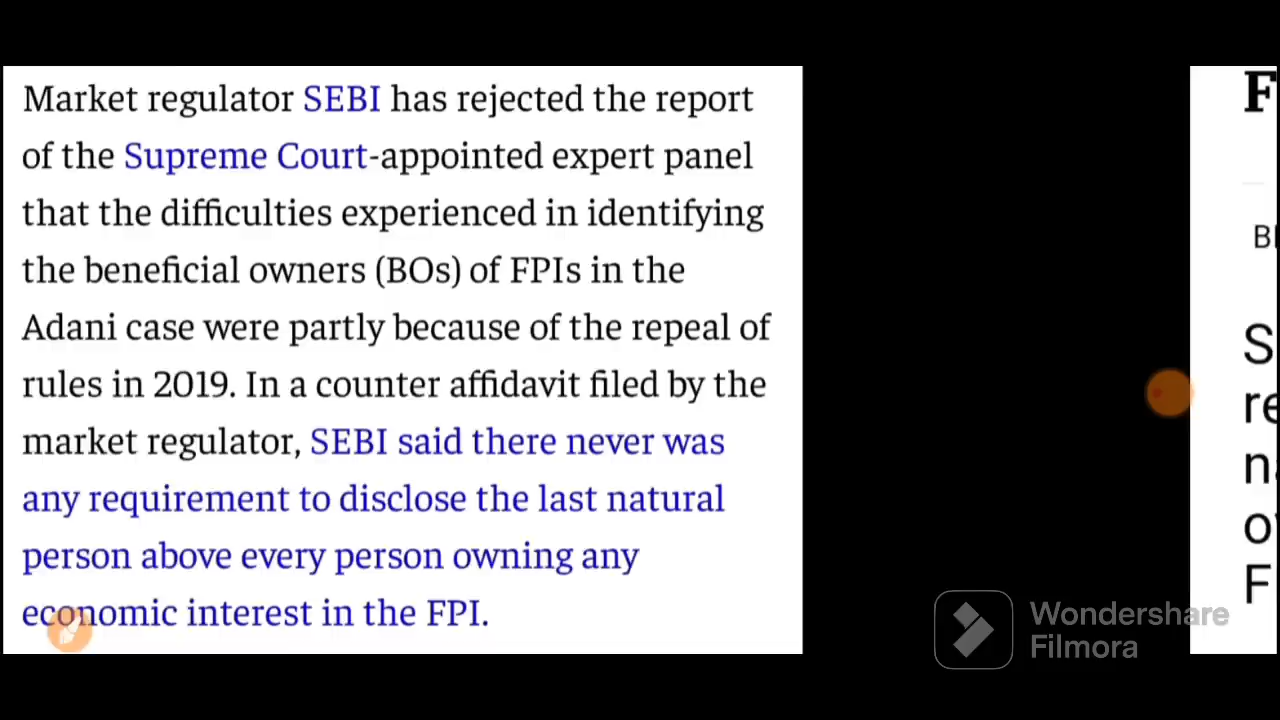 Market regulator SEBI has rejected the report
of the Supreme Court-appointed expert panel
that the difficulties experienced in identifying
the beneficial owners (BOs) of FPIs in the
Adani case were partly because of the repeal of
rules in 2019. In a counter affidavit filed by the
market regulator, SEBI said there never was
any requirement to disclose the last natural
person above every person owning any
economic interest in the FPI.
F
S
re
o
F
Wondershare
Filmora